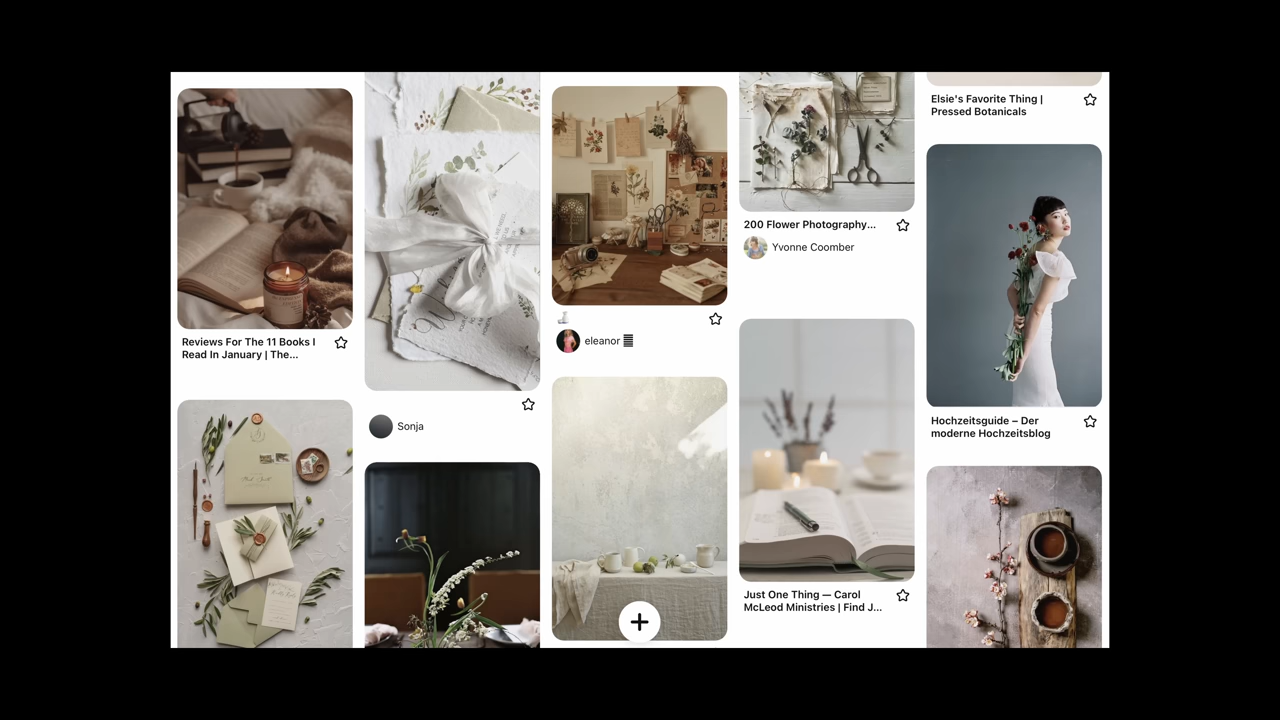 Reviews For The 11 Books I
Read In January | The...
Sonja
eleanor
200 Flower Photography...
Yvonne Coomber
Just One Thing — Carol
McLeod Ministries | Find J...
Elsie's Favorite Thing |
Pressed Botanicals
Hochzeitsguide – Der
moderne Hochzeitsblog